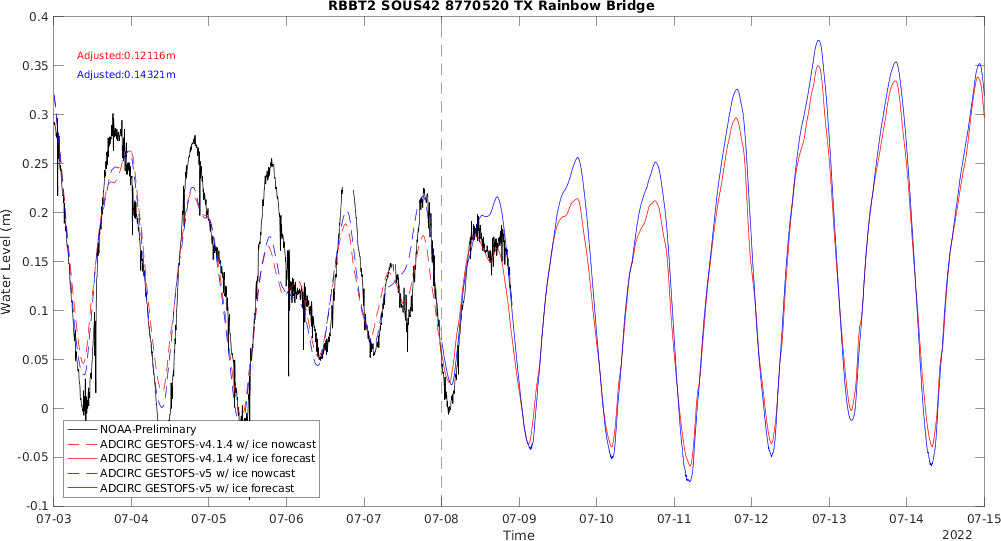 RBBT2 SOUS42 8770520 TX Rainbow Bridge
Adjusted:0.12116m
Adjusted:0.14321m
Water Level (m)
0.4
0.35
0.3
0.25
0.2
0.15
0.1
0.05
0
-0.05
-0.1
NOAA-Preliminary
ADCIRC GESTOFS-v4.1.4 w/ ice nowcast
ADCIRC GESTOFS-v4.1.4 w/ ice forecast
ADCIRC GESTOFS-v5 w/ ice nowcast
ADCIRC GESTOFS-v5 w/ ice forecast
07-03 07-04 07-05 07-06 07-07 07-08 07-09 07-10 07-11 07-12 07-13 07-14 07-15
Time
2022